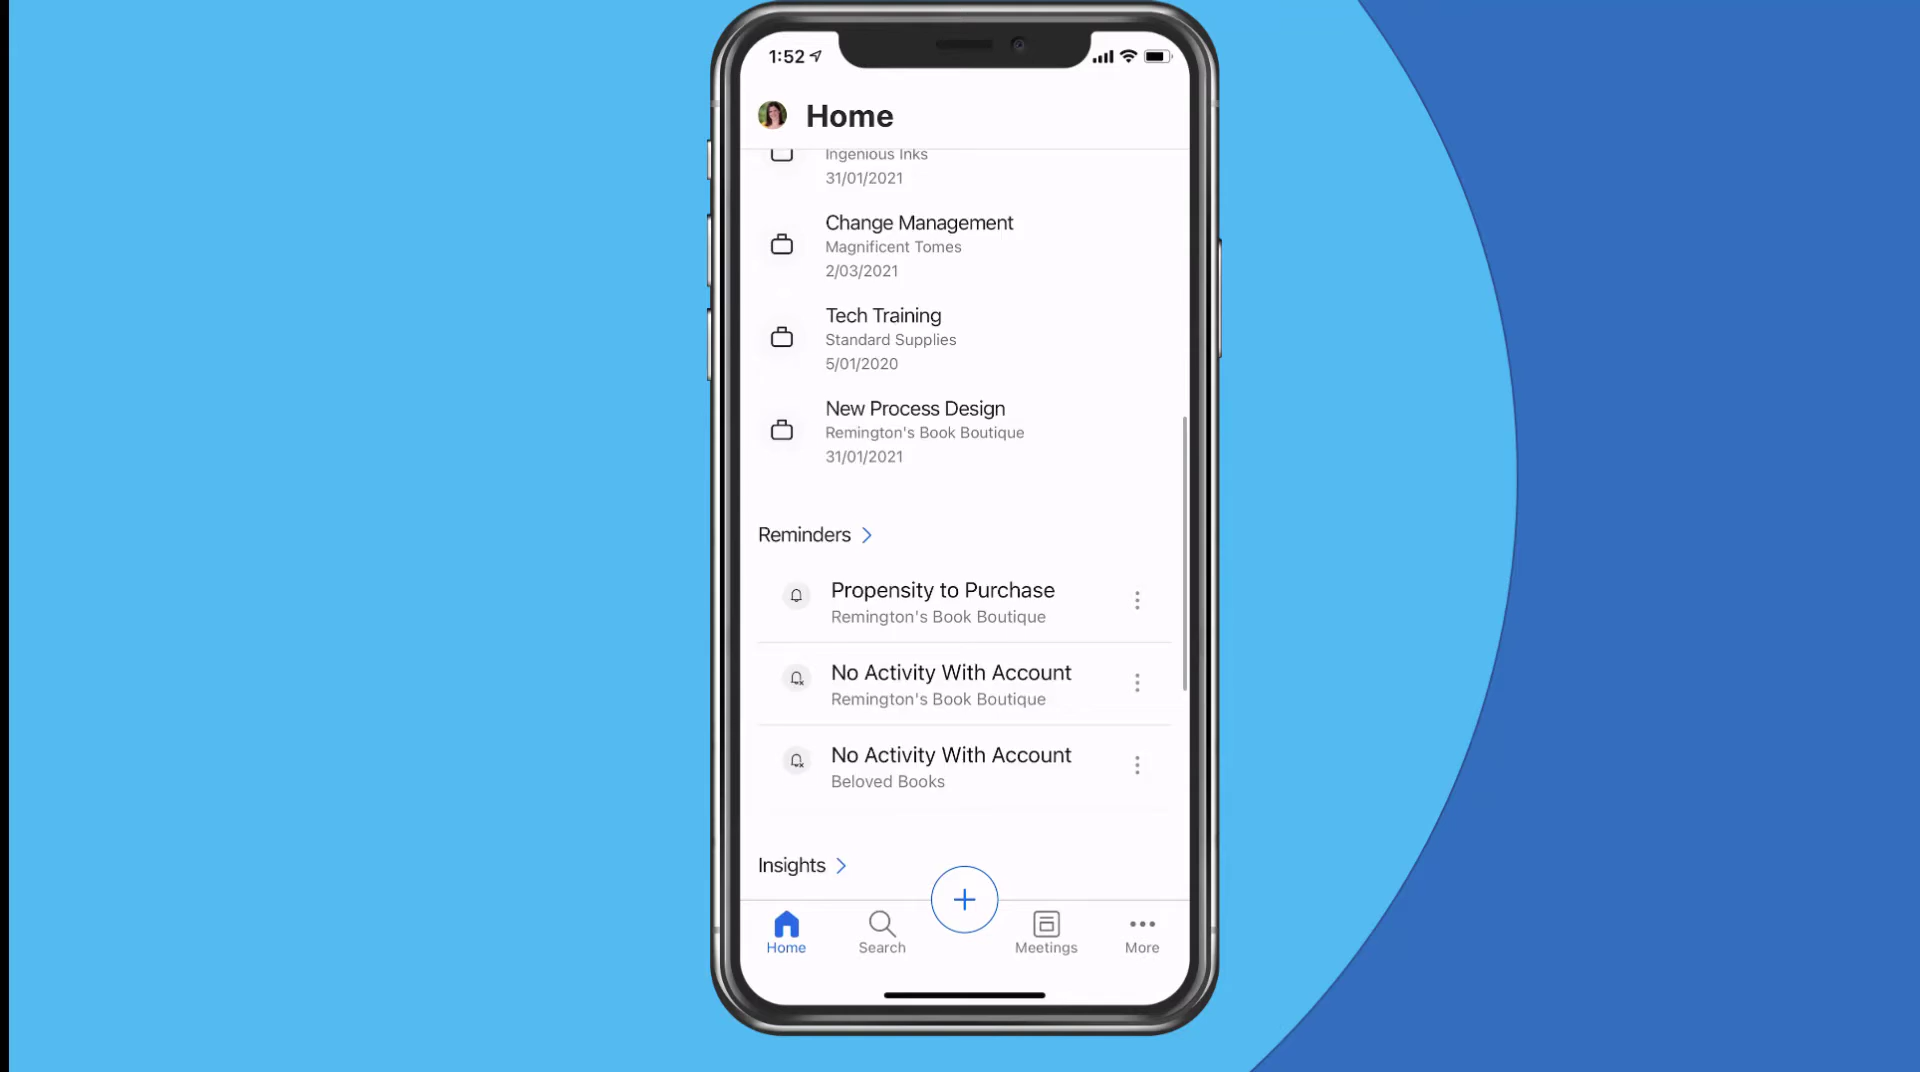 1:52
Home
Ingenious Inks
31/01/2021
Change Management
Magnificent Tomes
2/03/2021
Tech Training
Standard Supplies
5/01/2020
New Process Design
Remington's Book Boutique
31/01/2021
Reminders
Propensity to Purchase
Remington's Book Boutique
No Activity With Account
Remington's Book Boutique
No Activity With Account
Beloved Books
Insights
Home
Search
Meetings
More